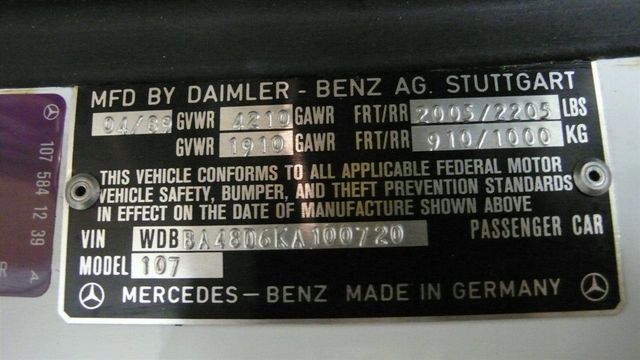 MFD BY DAIMLER - BENZ AG. STUTTGART
04/89 GVWR 4210 GAWR FRT/RR 2005/2205 LBS
GVWR 1910 GAWR FRT/RR 910/1000 KG
THIS VEHICLE CONFORMS TO ALL APPLICABLE FEDERAL MOTOR
VEHICLE SAFETY, BUMPER, AND THEFT PREVENTION STANDARDS
IN EFFECT ON THE DATE OF MANUFACTURE SHOWN ABOVE
VIN WDBBA48D6KA100720 PASSENGER CAR
MODEL 107
MERCEDES-BENZ MADE IN GERMANY
107 584 12 39 A
R